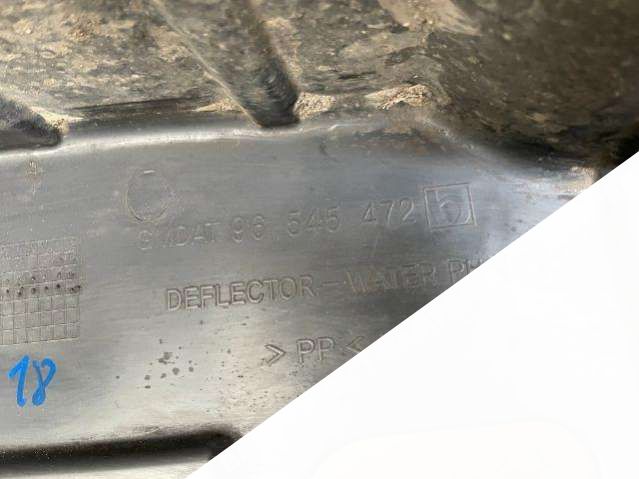 GMDAT 96 545 472 5
DEFLECTOR-WATER
>PP<
18